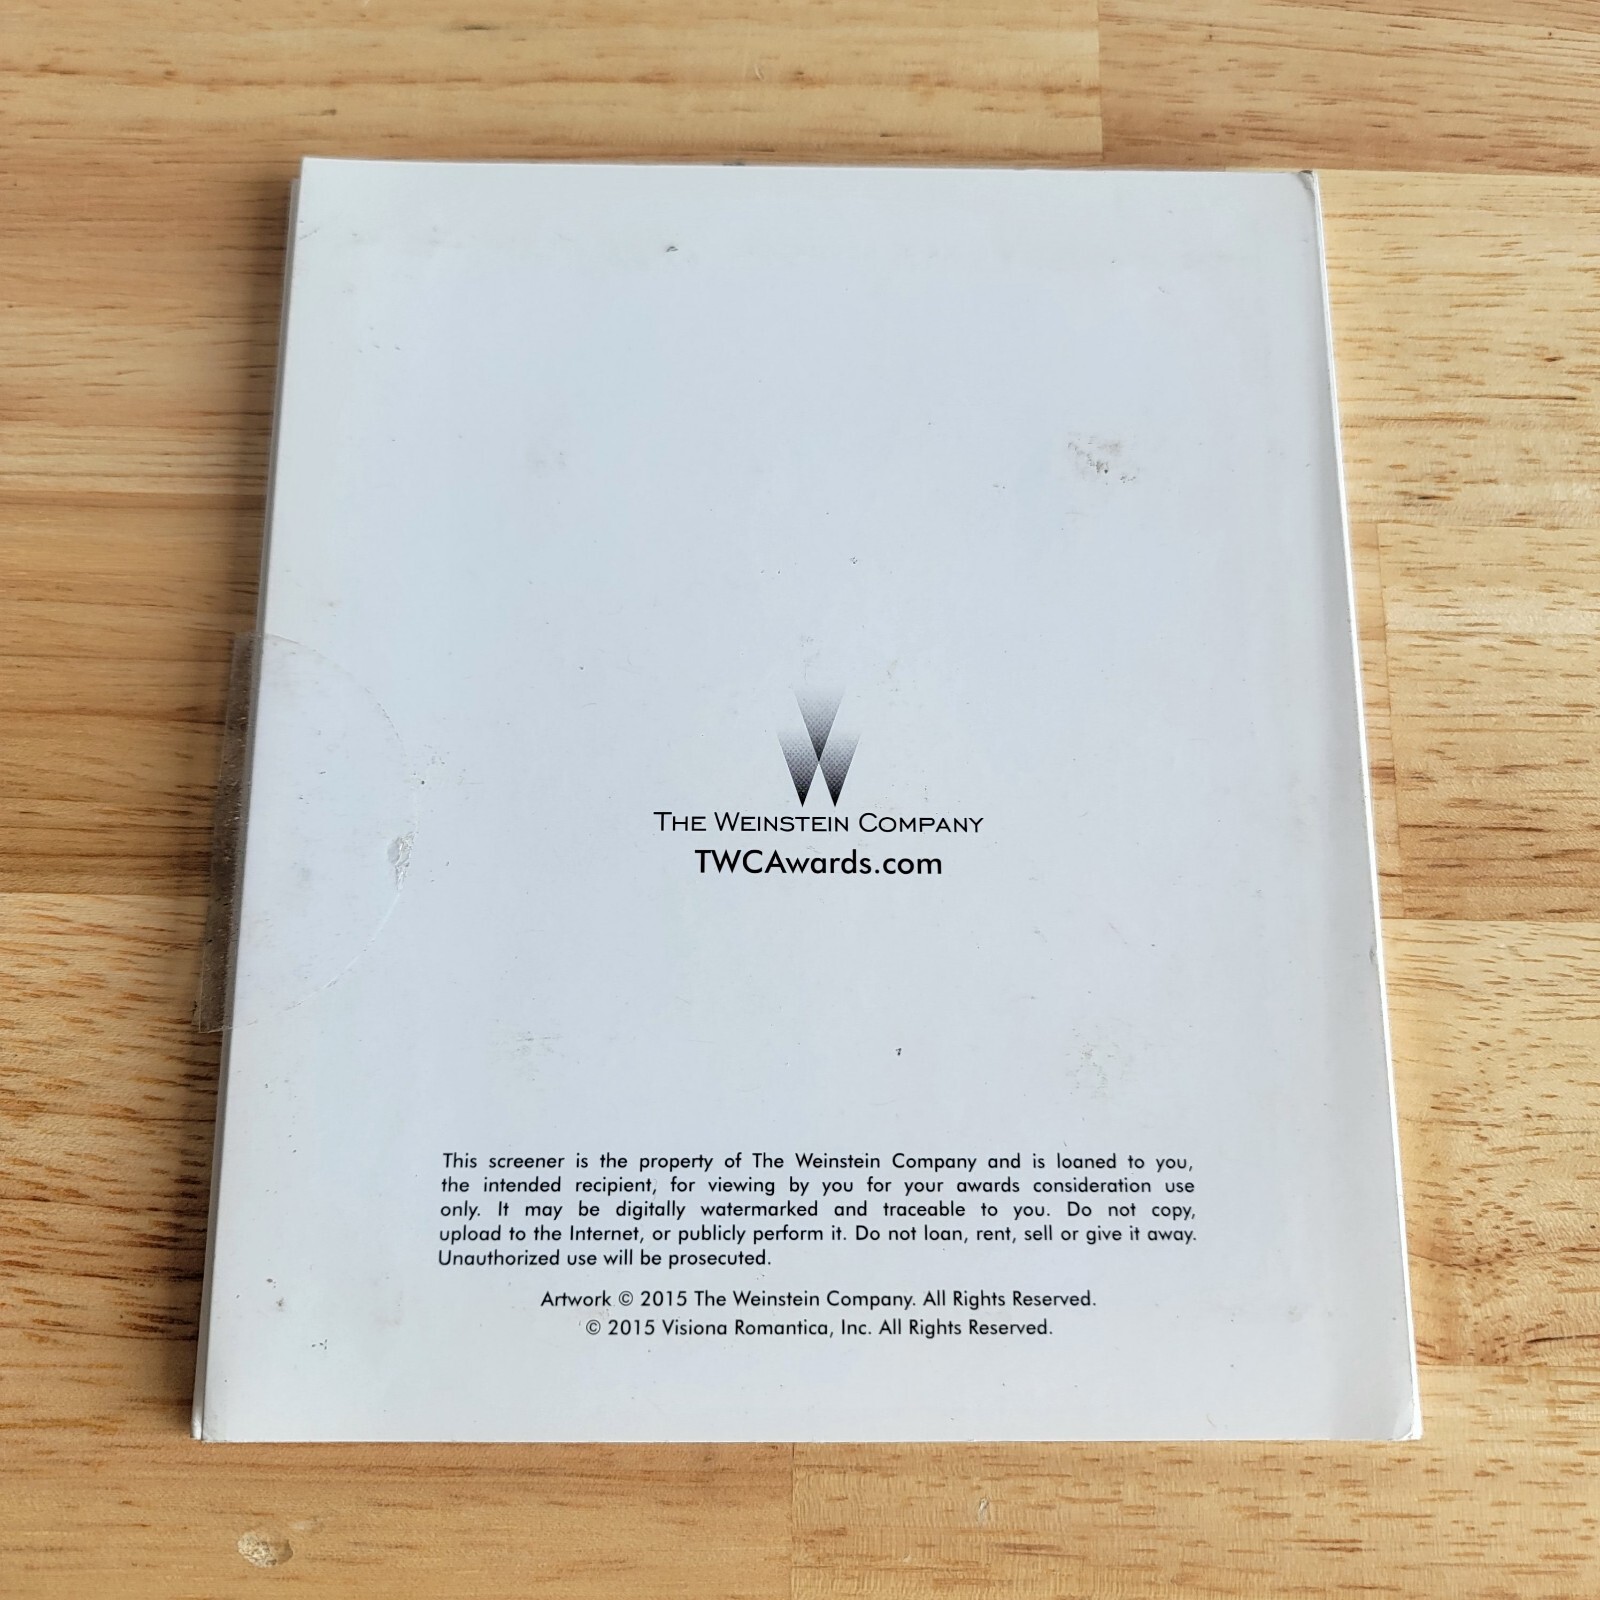 THE WEINSTEIN COMPANY
TWCAwards.com
This screener is the property of The Weinstein Company and is loaned to you,
the intended recipient, for viewing by you for your awards consideration use
only. It may be digitally watermarked and traceable to you. Do not copy,
upload to the Internet, or publicly perform it. Do not loan, rent, sell or give it away.
Unauthorized use will be prosecuted.
Artwork © 2015 The Weinstein Company. All Rights Reserved.
© 2015 Visiona Romantica, Inc. All Rights Reserved.